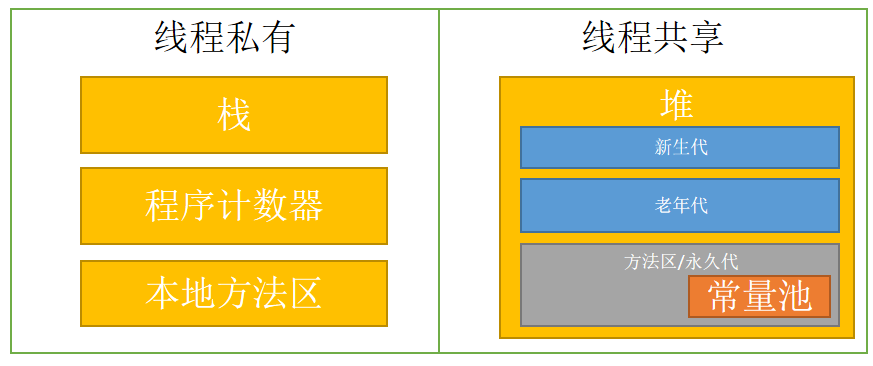 线程私有
栈
程序计数器
本地方法区
线程共享
堆
新生代
老年代
方法区/永久代
常量池